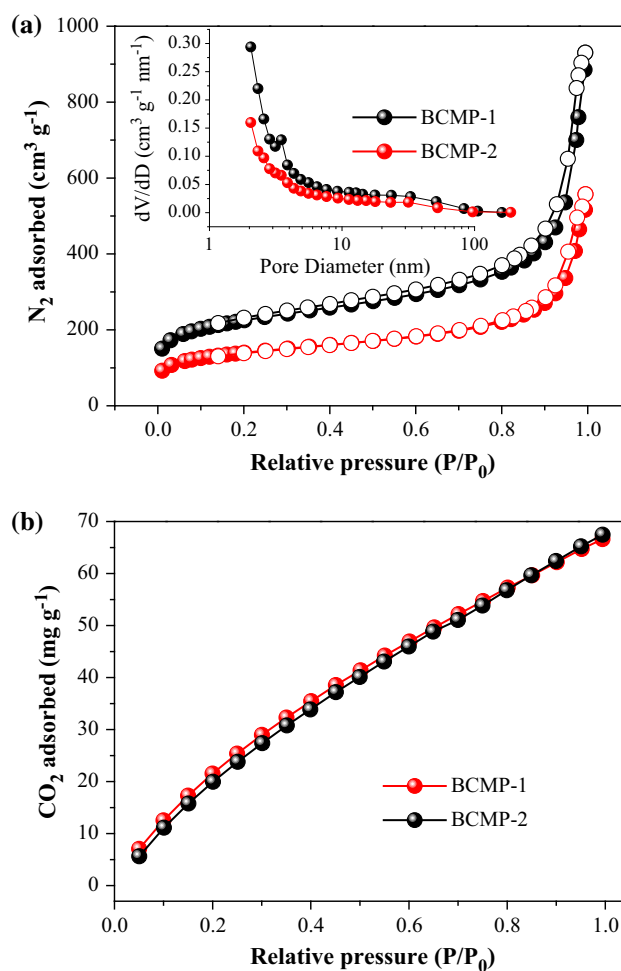 (a)
N₂ adsorbed (cm³ g⁻¹)
1000
800
600
400
200
0
0.0 0.2 0.4 0.6 0.8 1.0
Relative pressure (P/P₀)
dV/dD (cm³ g⁻¹ nm⁻¹)
0.30
0.25
0.20
0.15
0.10
0.05
0.00
1 10 100
Pore Diameter (nm)
BCMP-1
BCMP-2
(b)
CO₂ adsorbed (mg g⁻¹)
70
60
50
40
30
20
10
0
0.0 0.2 0.4 0.6 0.8 1.0
Relative pressure (P/P₀)
BCMP-1
BCMP-2